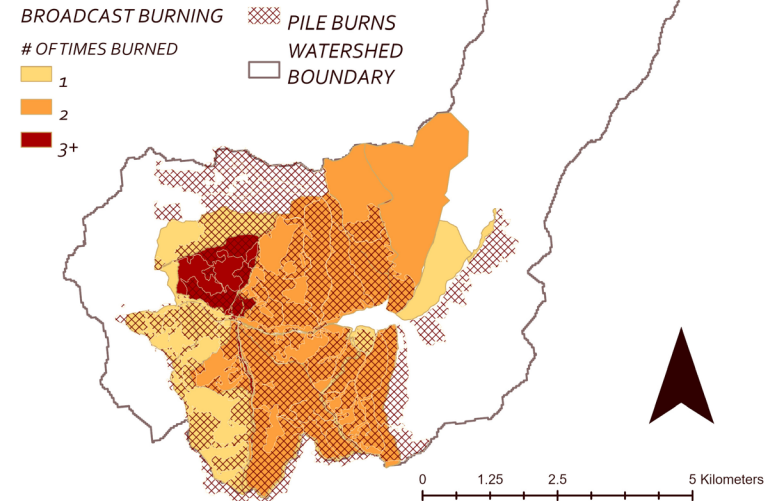 BROADCAST BURNING
# OF TIMES BURNED
1
2
3+
PILE BURNS
WATERSHED
BOUNDARY
0 1.25 2.5 5 Kilometers